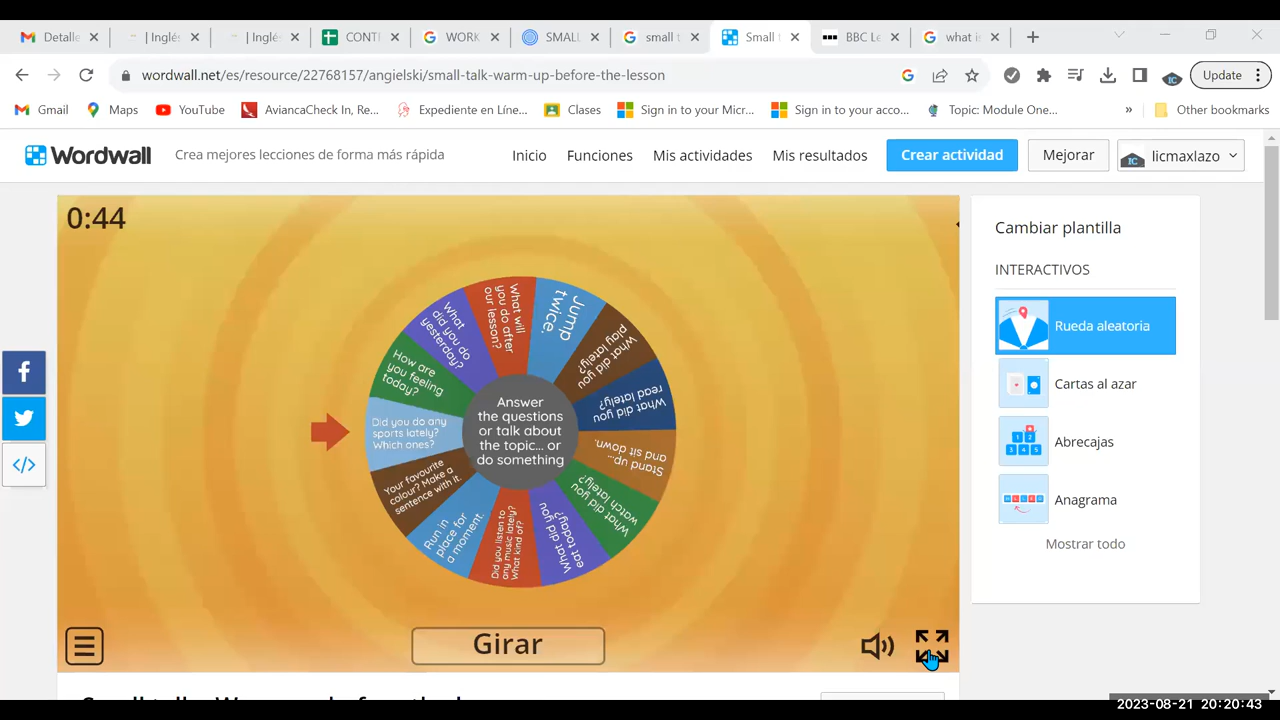 Detalle
Inglés
Inglés
CONTE
WORK
SMALL
small t
Small t
BBC Le
what is
wordwall.net/es/resource/22768157/angielski/small-talk-warm-up-before-the-lesson
Update
Gmail
Maps
YouTube
AviancaCheck In, Re...
Expediente en Líne...
Clases
Sign in to your Micr...
Sign in to your acco...
Topic: Module One...
»
Other bookmarks
Wordwall
Crea mejores lecciones de forma más rápida
Inicio
Funciones
Mis actividades
Mis resultados
Crear actividad
Mejorar
IC
licmaxlazo
0:44
What will
you do after
our lesson?
Jump
twice.
What did you
play lately?
What did you
read lately?
Stand up...
and sit down.
What did you
watch lately?
What did you
eat today?
Did you listen to
any music lately?
What kind of?
Run in
place for
a moment.
Your favourite
colour? Make a
sentence with it.
Did you do any
sports lately?
Which ones?
How are
you feeling
today?
What
did you do
yesterday?
Answer
the questions
or talk about
the topic... or
do something
Girar
Cambiar plantilla
INTERACTIVOS
Rueda aleatoria
Cartas al azar
Abrecajas
Anagrama
Mostrar todo
2023-08-21 20:20:43